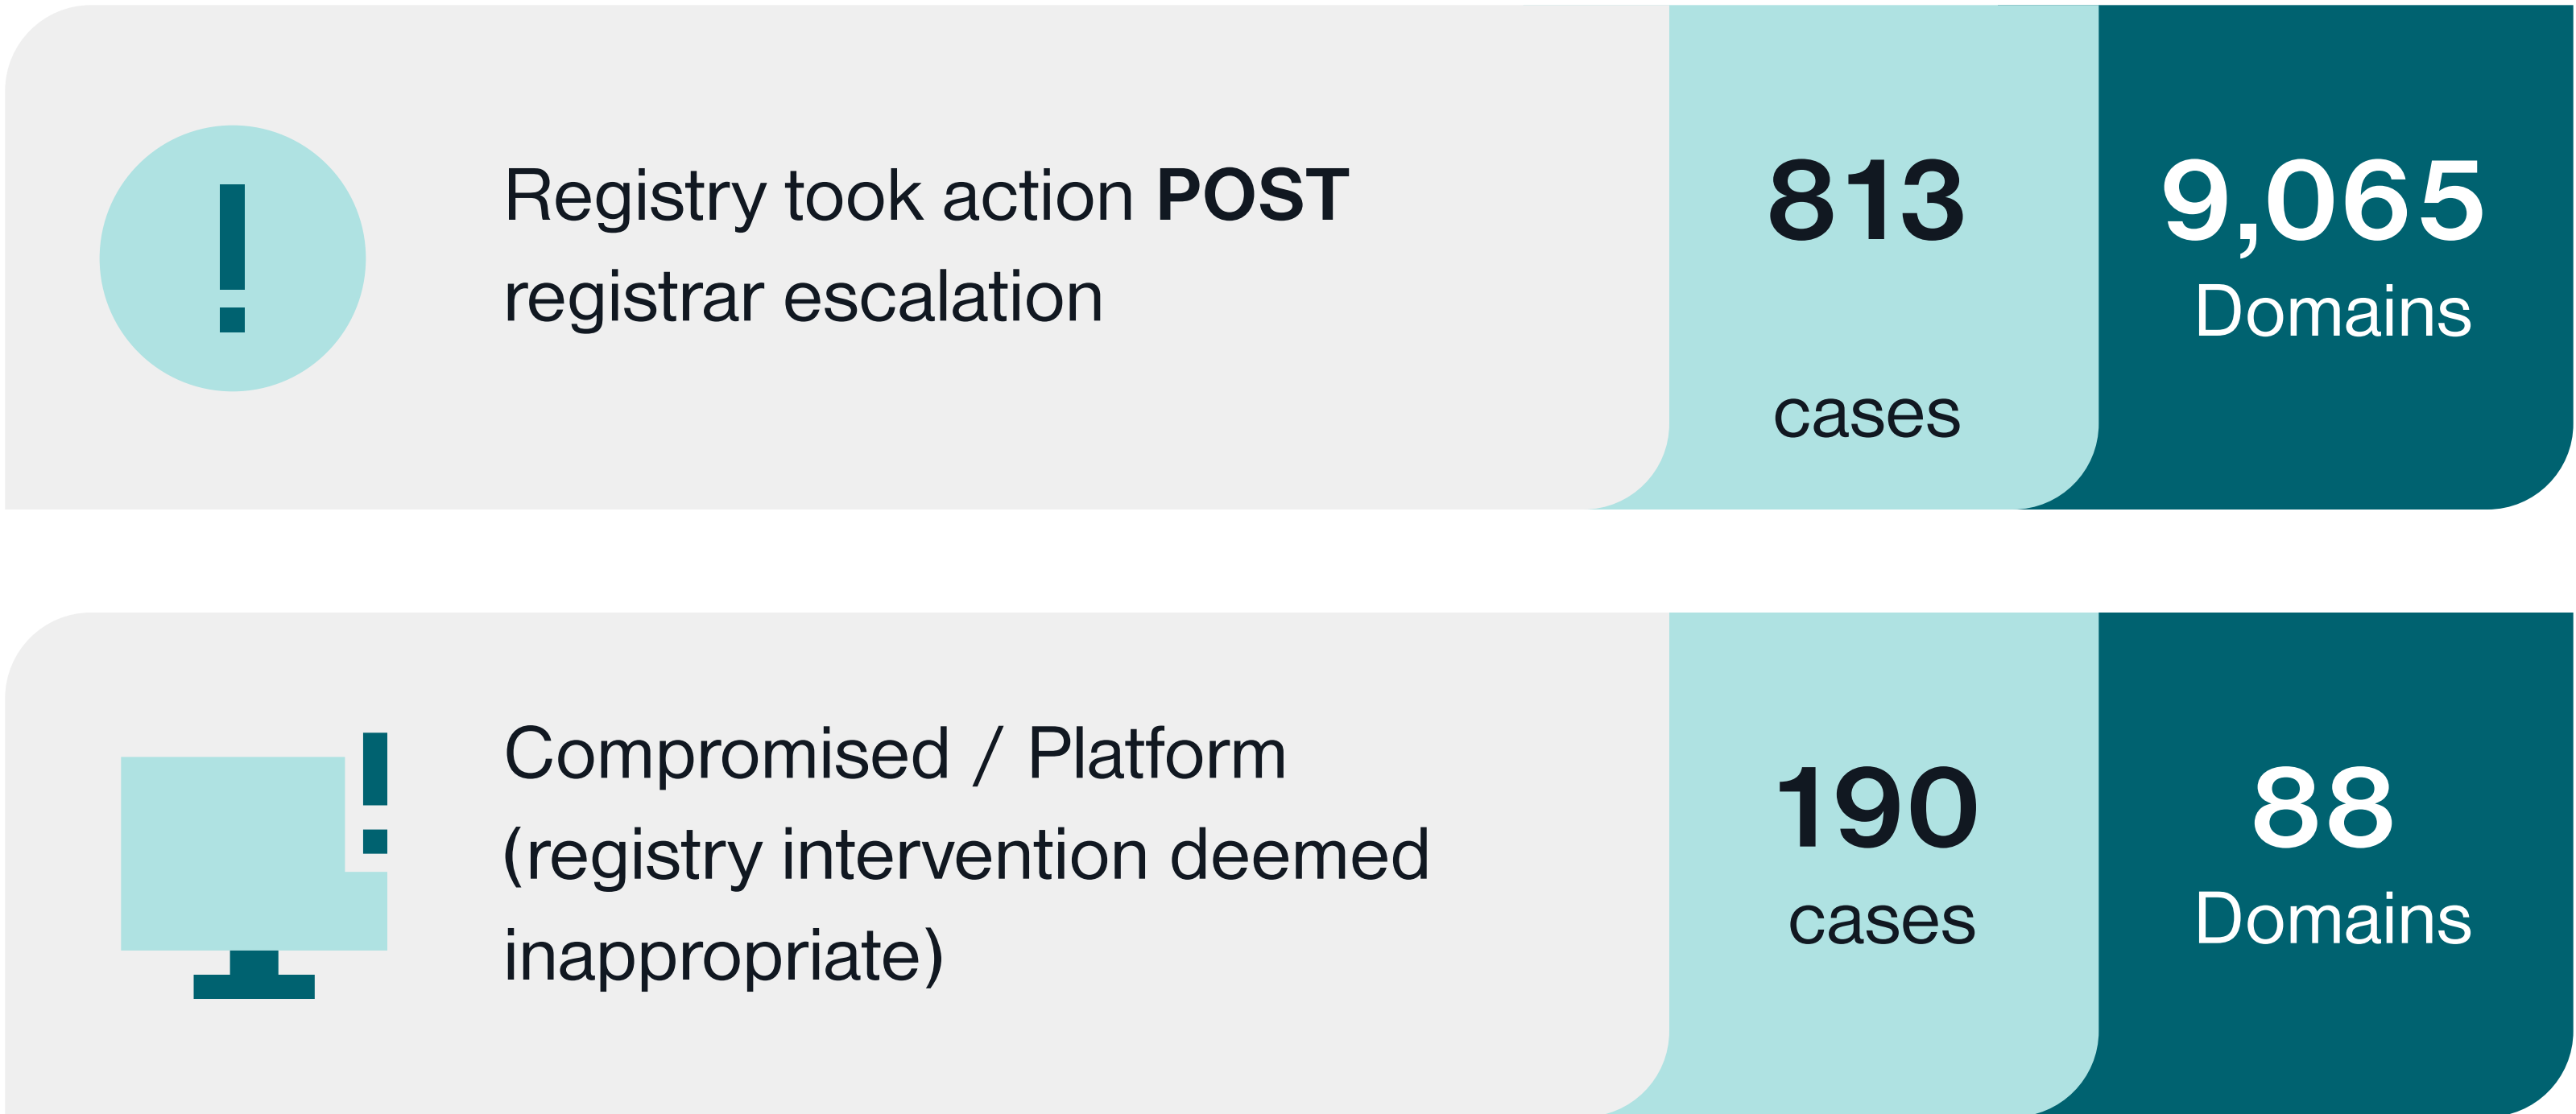 Registry took action POST
registrar escalation
813
cases
9,065
Domains
Compromised / Platform
(registry intervention deemed
inappropriate)
190
cases
88
Domains